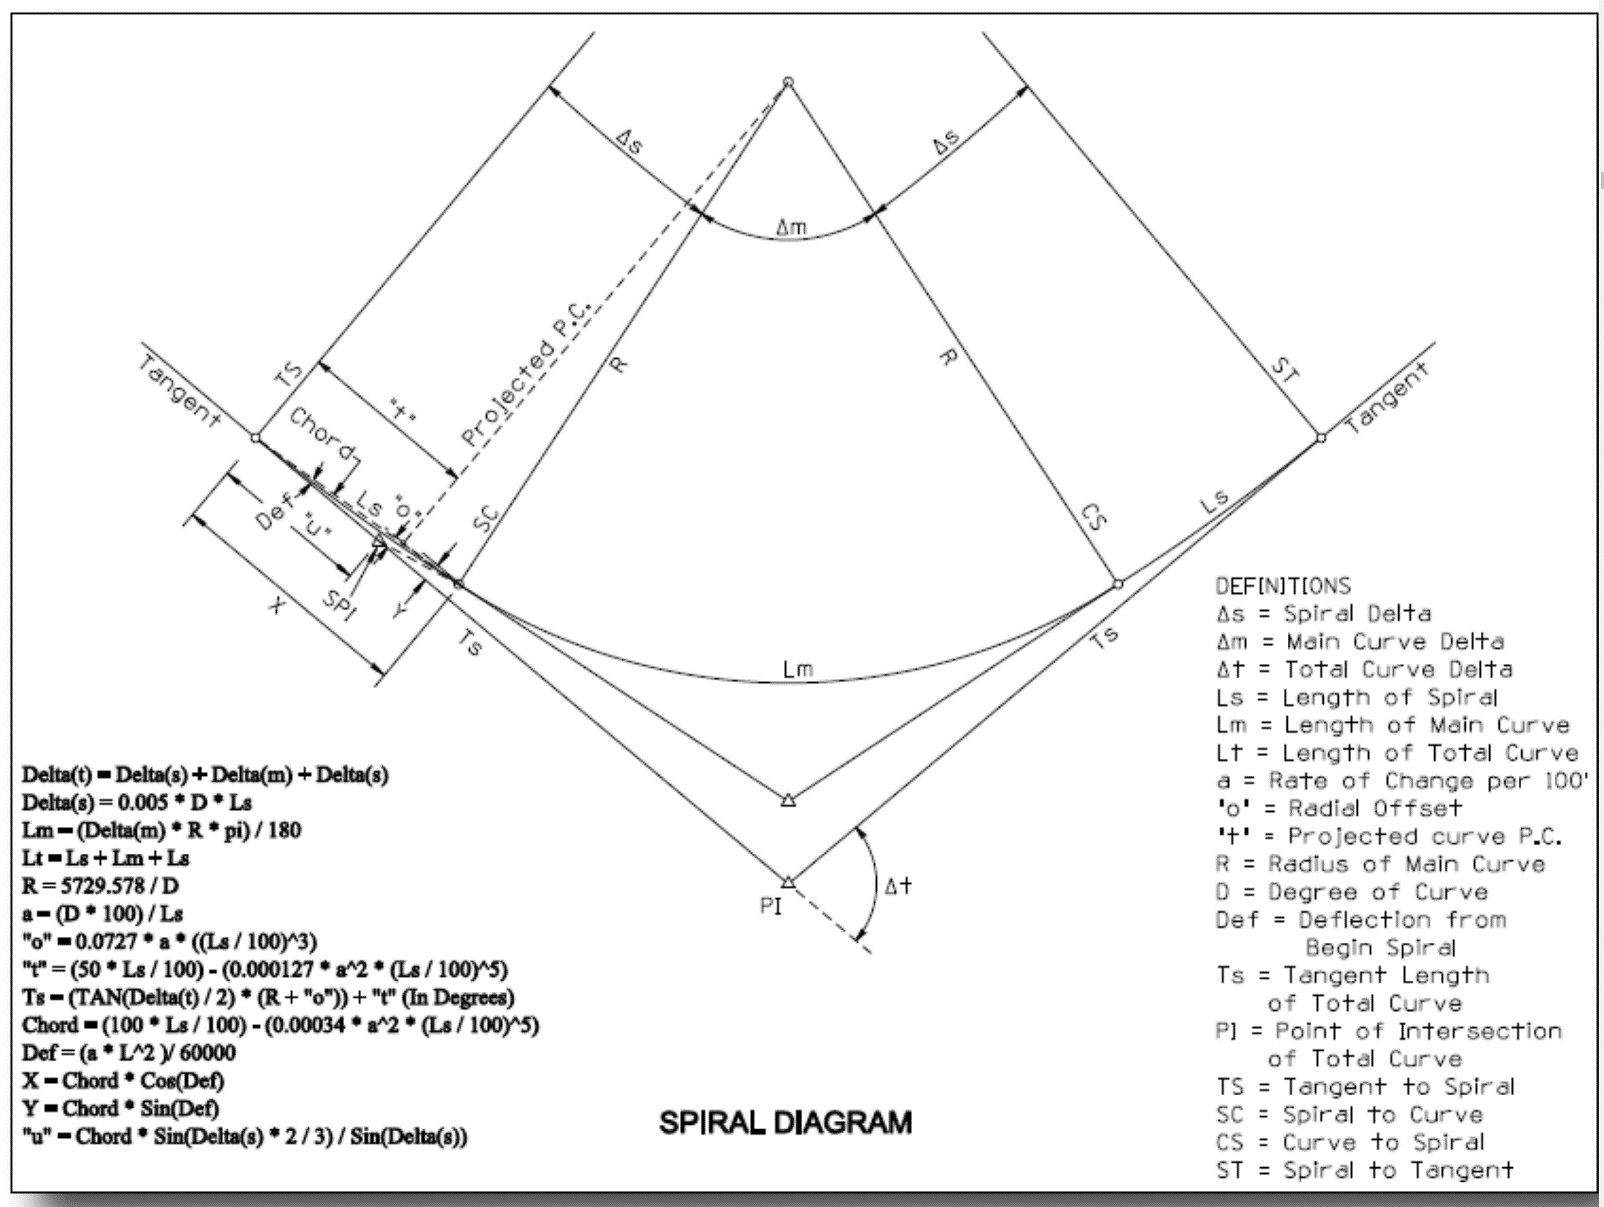 Δs
Δs
Δm
Projected P.C.
R
R
TS
ST
Tangent
Tangent
"t"
Chord
Ls
"o"
Def
"u"
SC
CS
Ls
SPI
X
Y
Ts
Ts
Lm
PI
Δt
Delta(t) = Delta(s) + Delta(m) + Delta(s)
Delta(s) = 0.005 * D * Ls
Lm = (Delta(m) * R * pi) / 180
Lt = Ls + Lm + Ls
R = 5729.578 / D
a = (D * 100) / Ls
"o" = 0.0727 * a * ((Ls / 100)^3)
"t" = (50 * Ls / 100) - (0.000127 * a^2 * (Ls / 100)^5)
Ts = (TAN(Delta(t) / 2) * (R + "o")) + "t" (In Degrees)
Chord = (100 * Ls / 100) - (0.00034 * a^2 * (Ls / 100)^5)
Def = (a * L^2 )/ 60000
X = Chord * Cos(Def)
Y = Chord * Sin(Def)
"u" = Chord * Sin(Delta(s) * 2 / 3) / Sin(Delta(s))
SPIRAL DIAGRAM
DEFINITIONS
Δs = Spiral Delta
Δm = Main Curve Delta
Δt = Total Curve Delta
Ls = Length of Spiral
Lm = Length of Main Curve
Lt = Length of Total Curve
a = Rate of Change per 100'
'o' = Radial Offset
't' = Projected curve P.C.
R = Radius of Main Curve
D = Degree of Curve
Def = Deflection from
Begin Spiral
Ts = Tangent Length
of Total Curve
PI = Point of Intersection
of Total Curve
TS = Tangent to Spiral
SC = Spiral to Curve
CS = Curve to Spiral
ST = Spiral to Tangent